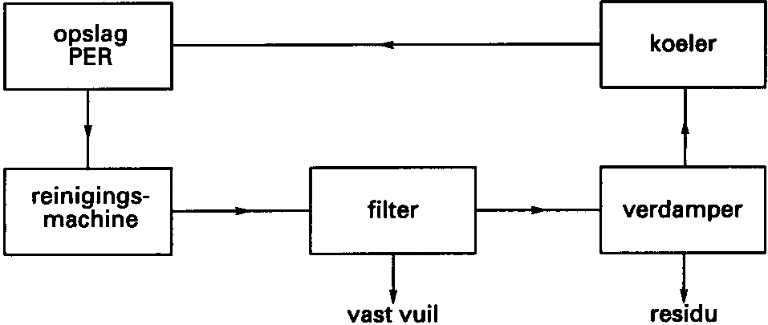 opslag
PER
koeler
reinigings-
machine
filter
verdamper
vast vuil
residu